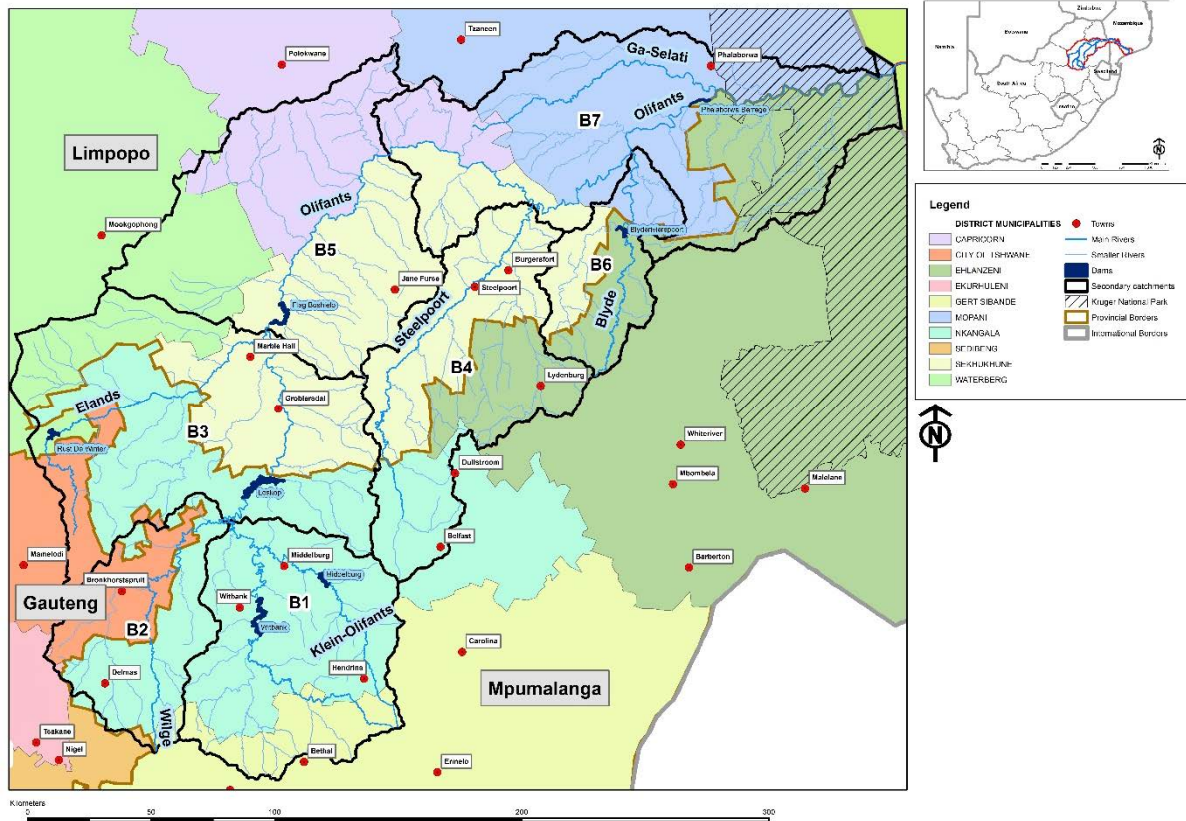 Tzaneen
Polokwane
Ga-Selati
Phalaborwa
Olifants
Phalaborwa Barrage
B7
Limpopo
Mookgophong
Olifants
B5
Burgersfort
B6
Jane Furse
Steelpoort
Blyde
Flag Boshielo
Steelpoort
Marble Hall
B4
Lydenburg
Elands
Groblersdal
B3
Rust De Winter
Whiteriver
Mbombela
Malelane
Dullstroom
Loskop
Belfast
Mamelodi
Middelburg
Barberton
Bronkhorstspruit
Gauteng
Witbank
B1
B2
Witbank
Klein-Olifants
Carolina
Delmas
Hendrina
Mpumalanga
Wilge
Tsakane
Nigel
Bethal
Ermelo
Kilometers
0 50 100 200 300
Zimbabwe
Mozambique
Namibia
Botswana
South Africa
Swaziland
Lesotho
N
Legend
DISTRICT MUNICIPALITIES
CAPRICORN
CITY OF TSHWANE
EHLANZENI
EKURHULENI
GERT SIBANDE
MOPANI
NKANGALA
SEDIBENG
SEKHUKHUNE
WATERBERG
Towns
Main Rivers
Smaller Rivers
Dams
Secondary catchments
Kruger National Park
Provincial Borders
International Borders
N